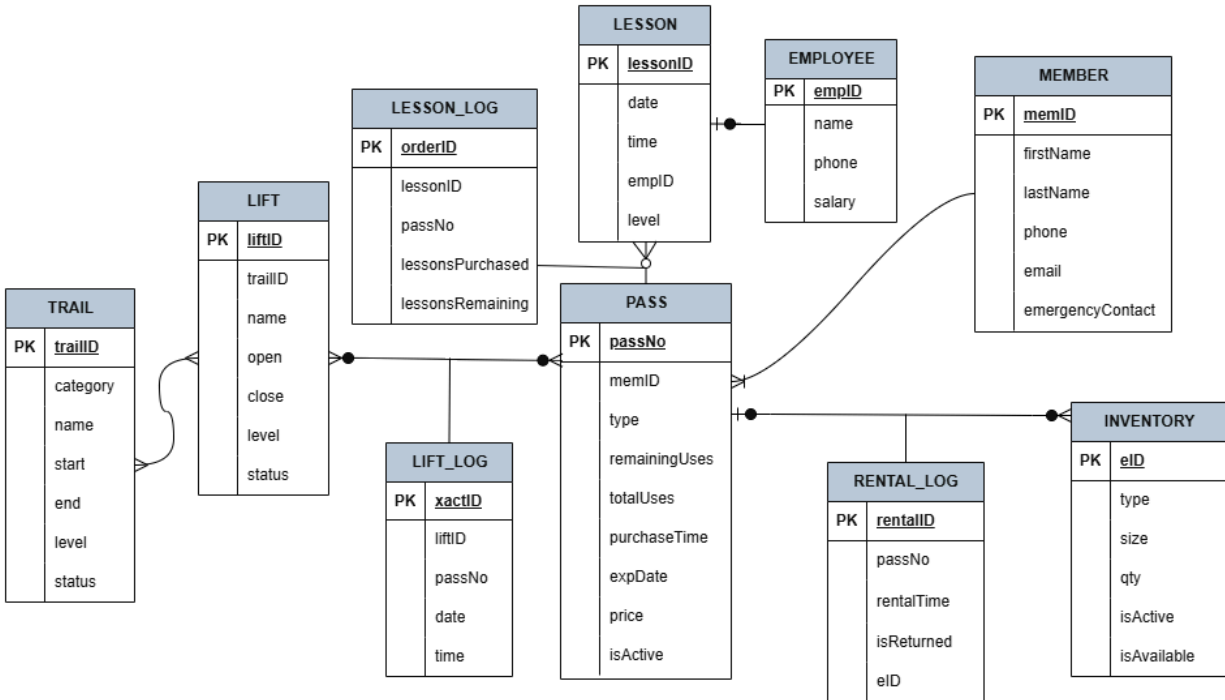 LESSON
PK lessonID
date
time
empID
level
EMPLOYEE
PK empID
name
phone
salary
MEMBER
PK memID
firstName
lastName
phone
email
emergencyContact
LESSON_LOG
PK orderID
lessonID
passNo
lessonsPurchased
lessonsRemaining
LIFT
PK liftID
trailID
name
open
close
level
status
TRAIL
PK trailID
category
name
start
end
level
status
PASS
PK passNo
memID
type
remainingUses
totalUses
purchaseTime
expDate
price
isActive
LIFT_LOG
PK xactID
liftID
passNo
date
time
RENTAL_LOG
PK rentalID
passNo
rentalTime
isReturned
eID
INVENTORY
PK eID
type
size
qty
isActive
isAvailable